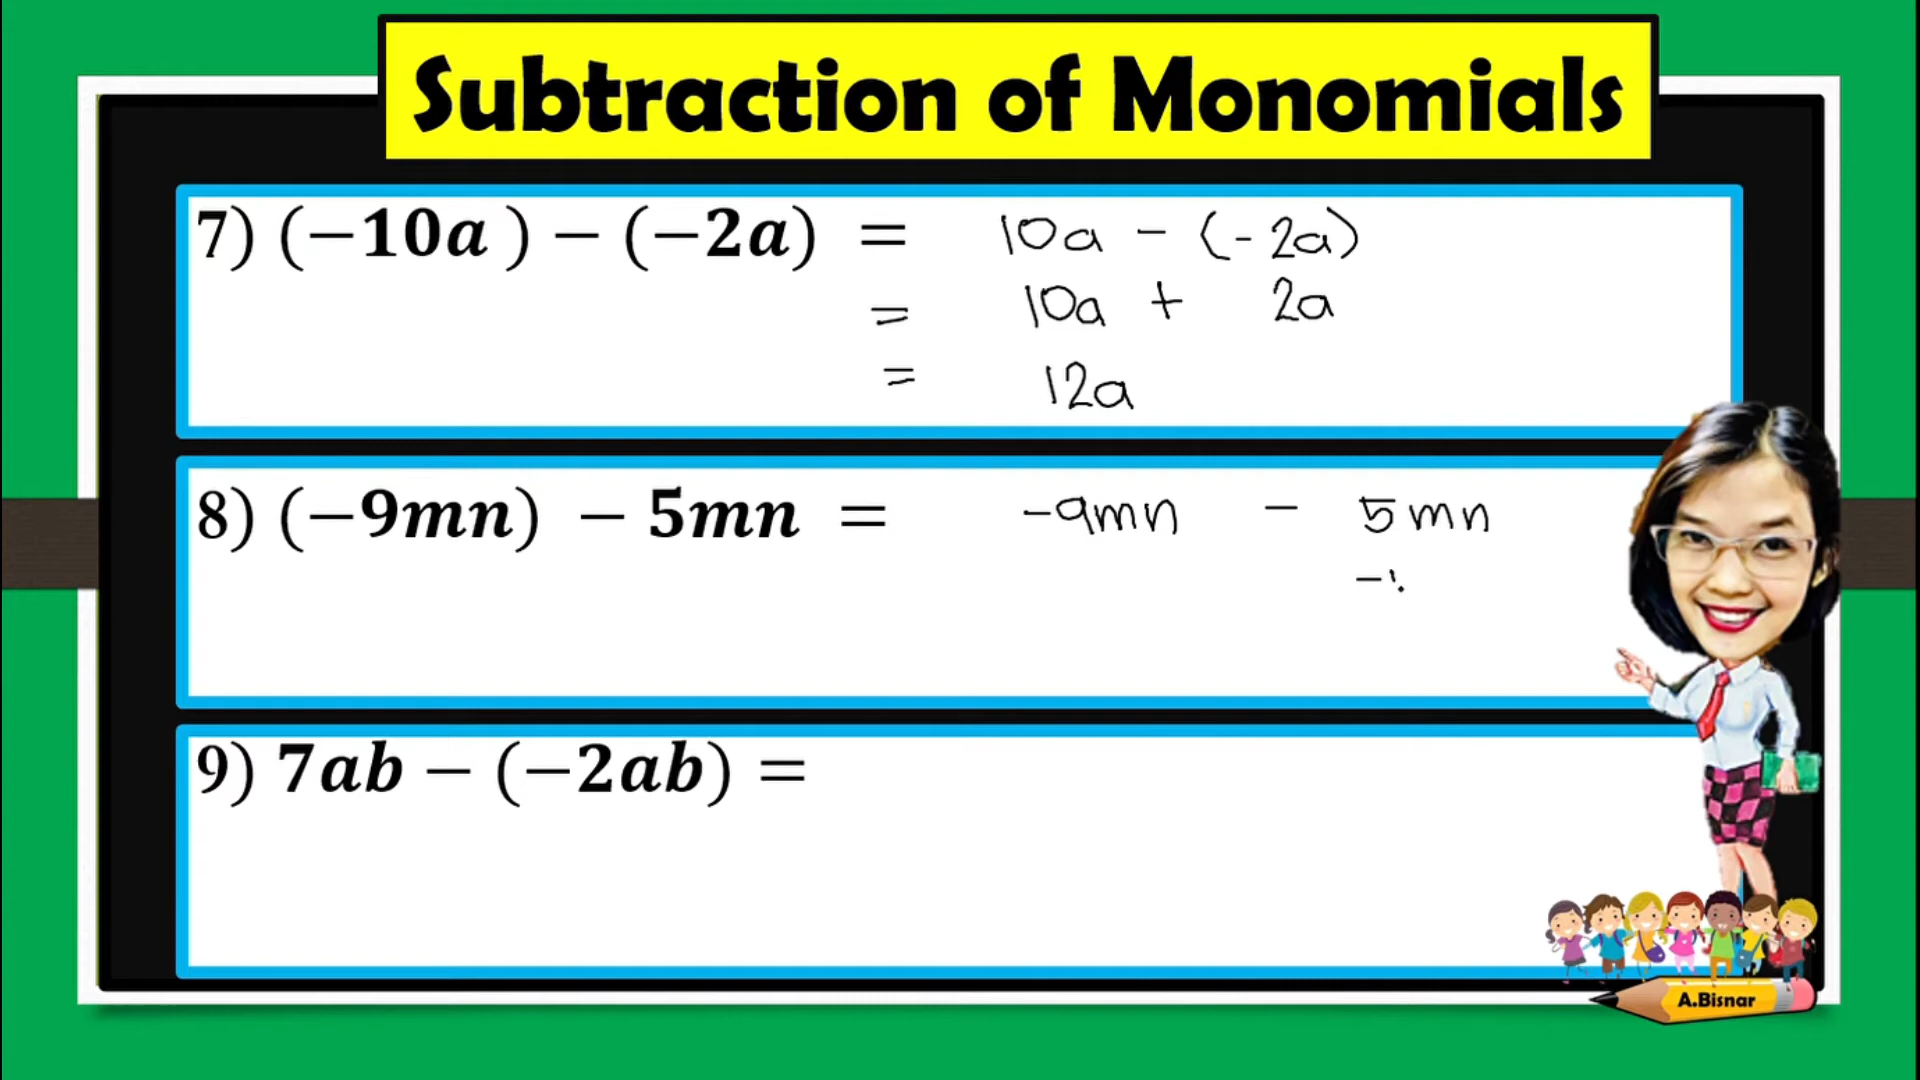 Subtraction of Monomials
7) (−10a ) − (−2a) = 10a - (- 2a)
= 10a + 2a
= 12a
8) (−9mn) − 5mn = -9mn - 5mn
-
9) 7ab − (−2ab) =
A.Bisnar